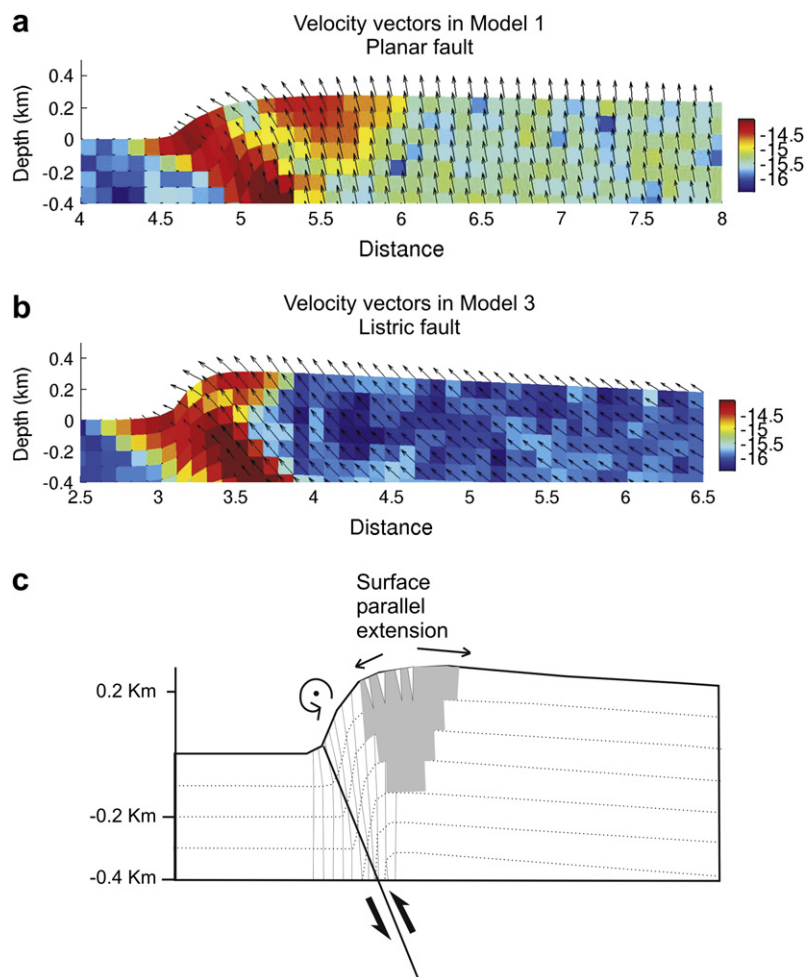 a
Velocity vectors in Model 1
Planar fault
Depth (km)
0.4
0.2
0
-0.2
-0.4
4
4.5
5
5.5
6
6.5
7
7.5
8
Distance
-14.5
-15
-15.5
-16
b
Velocity vectors in Model 3
Listric fault
Depth (km)
0.4
0.2
0
-0.2
-0.4
2.5
3
3.5
4
4.5
5
5.5
6
6.5
Distance
-14.5
-15
-15.5
-16
c
Surface
parallel
extension
0.2 Km
-0.2 Km
-0.4 Km